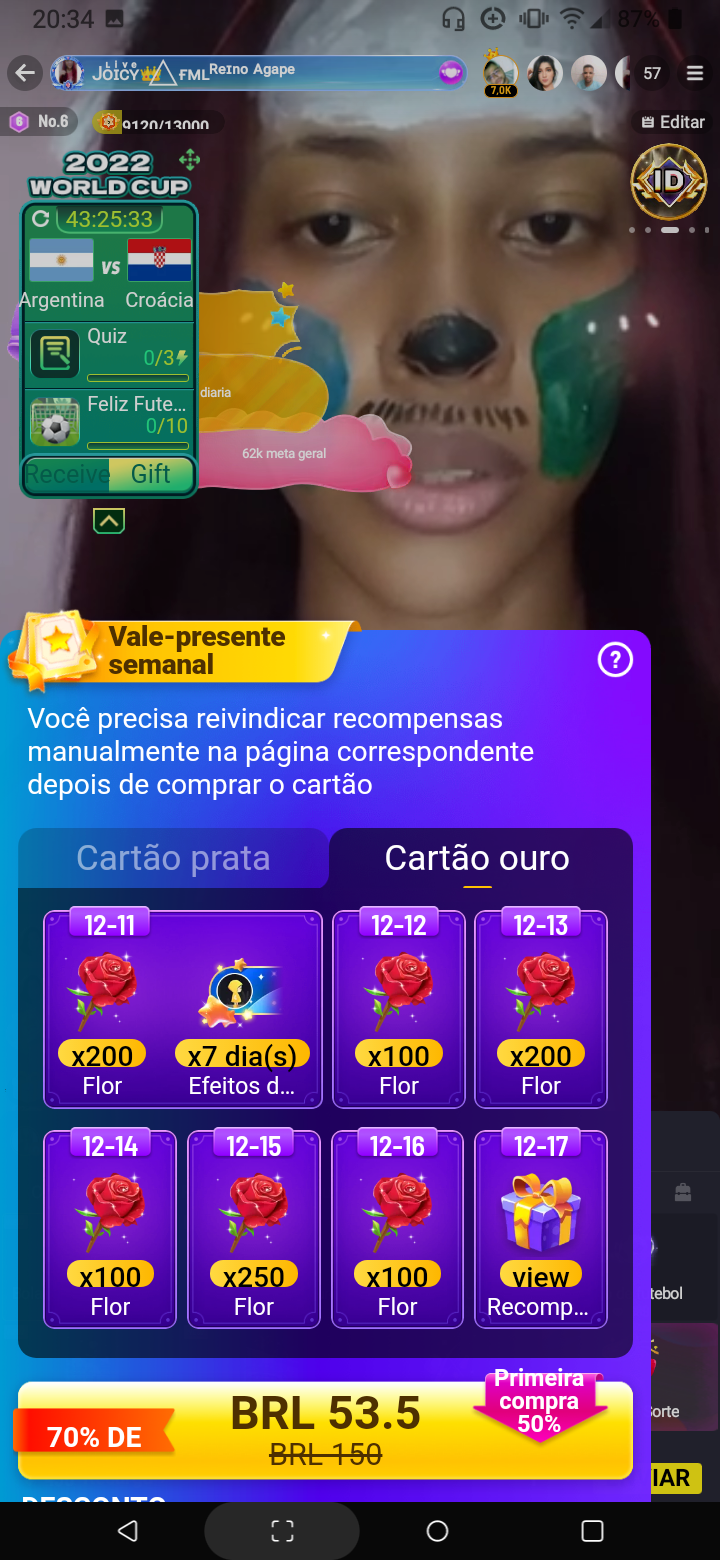 20:34
87%
Live
JOICY👑△FML Reino Agape
7,0K
57
6 No.6
9120/13000
Editar
2022
WORLD CUP
ID
43:25:33
VS
Argentina Croácia
Quiz
0/3
diaria
Feliz Fute...
0/10
62k meta geral
Receive Gift
Vale-presente
semanal
?
Você precisa reivindicar recompensas
manualmente na página correspondente
depois de comprar o cartão
Cartão prata
Cartão ouro
12-11
12-12
12-13
x200
x7 dia(s)
x100
x200
Flor
Efeitos d...
Flor
Flor
12-14
12-15
12-16
12-17
x100
x250
x100
view
Flor
Flor
Flor
Recomp...
tebol
Sorte
Primeira
compra
50%
70% DE
BRL 53.5
BRL 150
IAR
DESCONTO